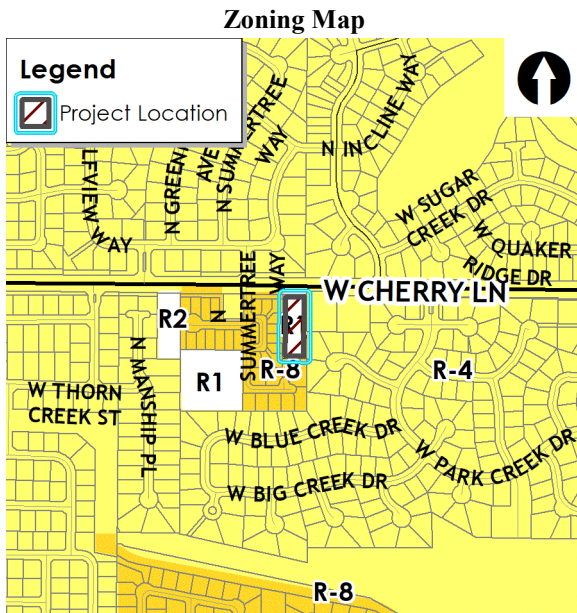 Zoning Map
Legend
Project Location
LLEVIEW WAY
N GREEN
AVE
N SUMMERTREE WAY
N INCLINE WAY
W SUGAR
CREEK DR
W QUAKER
RIDGE DR
W CHERRY LN
N SUMMERTREE WAY
R2
R1
R1
R-8
R-4
N MANSHIP PL
W THORN
CREEK ST
W BLUE CREEK DR
W BIG CREEK DR
W PARK CREEK DR
R-8